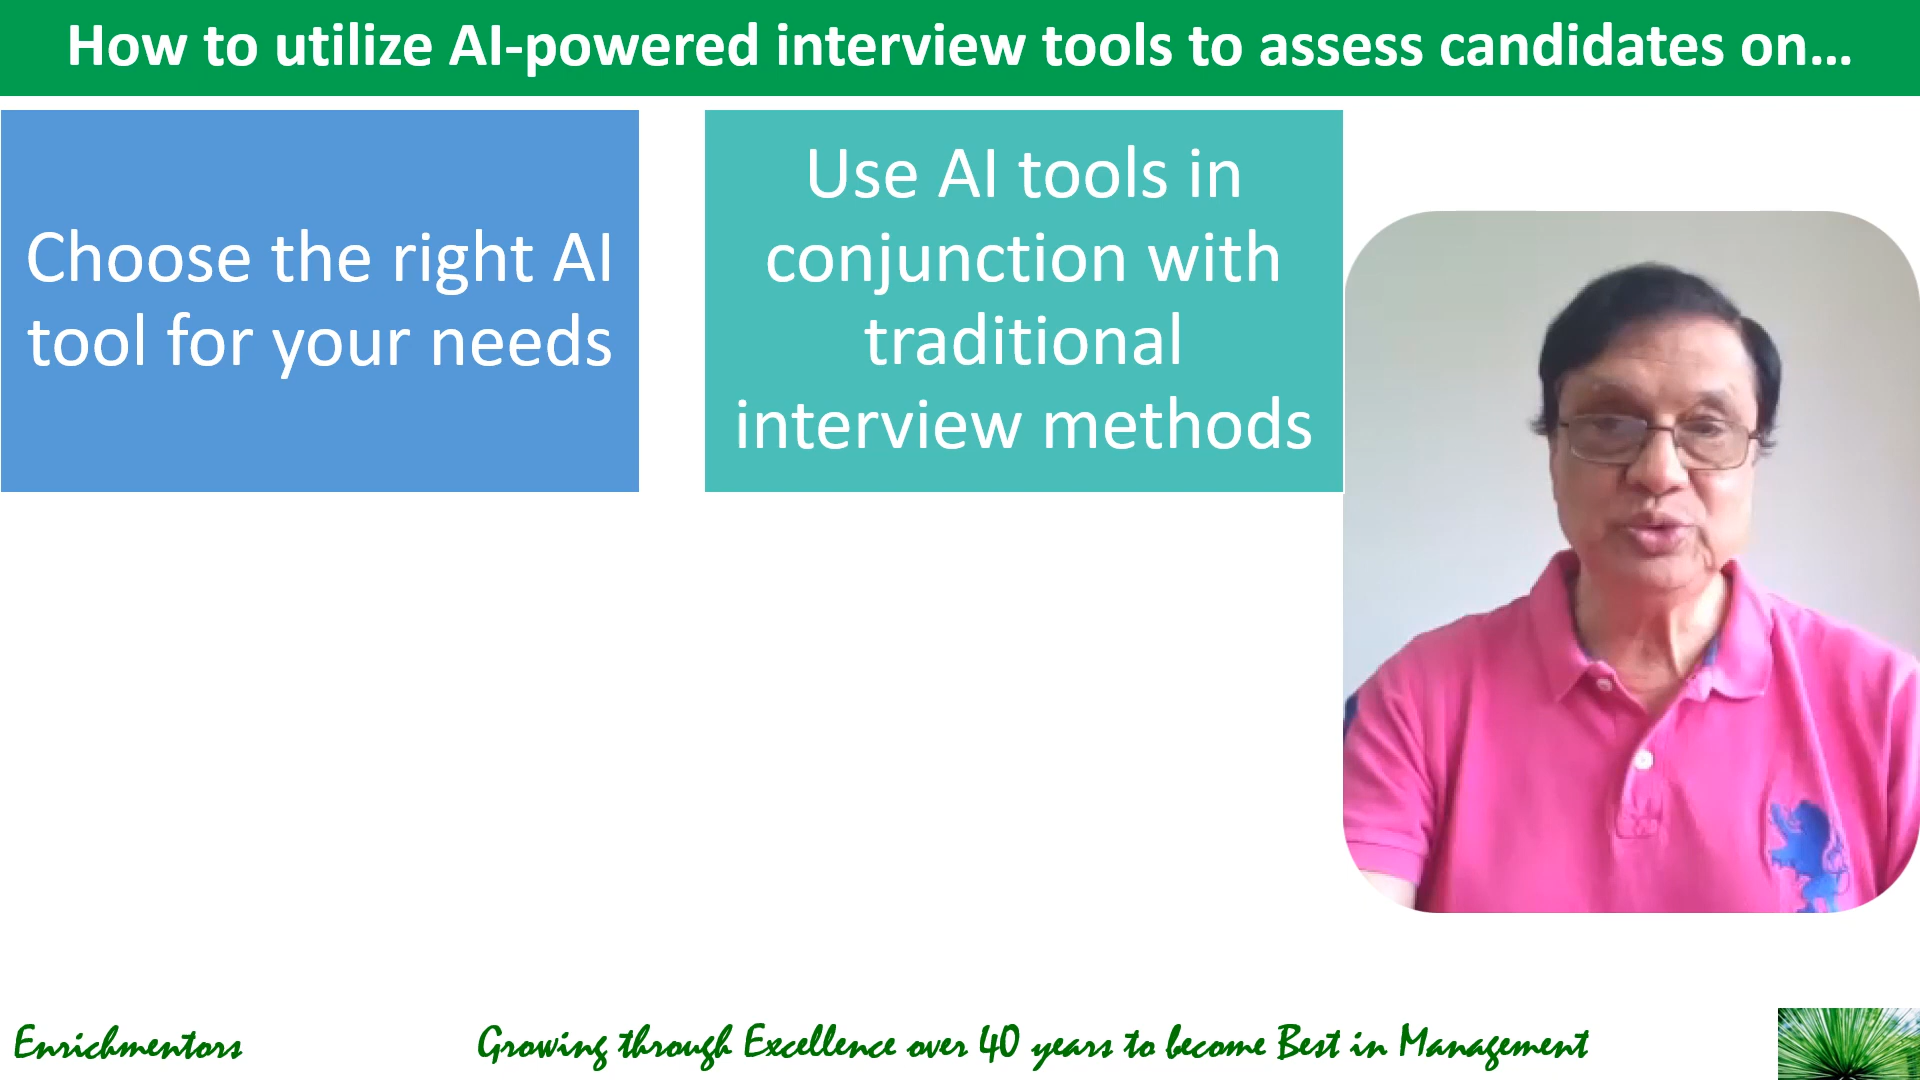 How to utilize AI-powered interview tools to assess candidates on...
Choose the right AI
tool for your needs
Use AI tools in
conjunction with
traditional
interview methods
Enrichmentors
Growing through Excellence over 40 years to become Best in Management